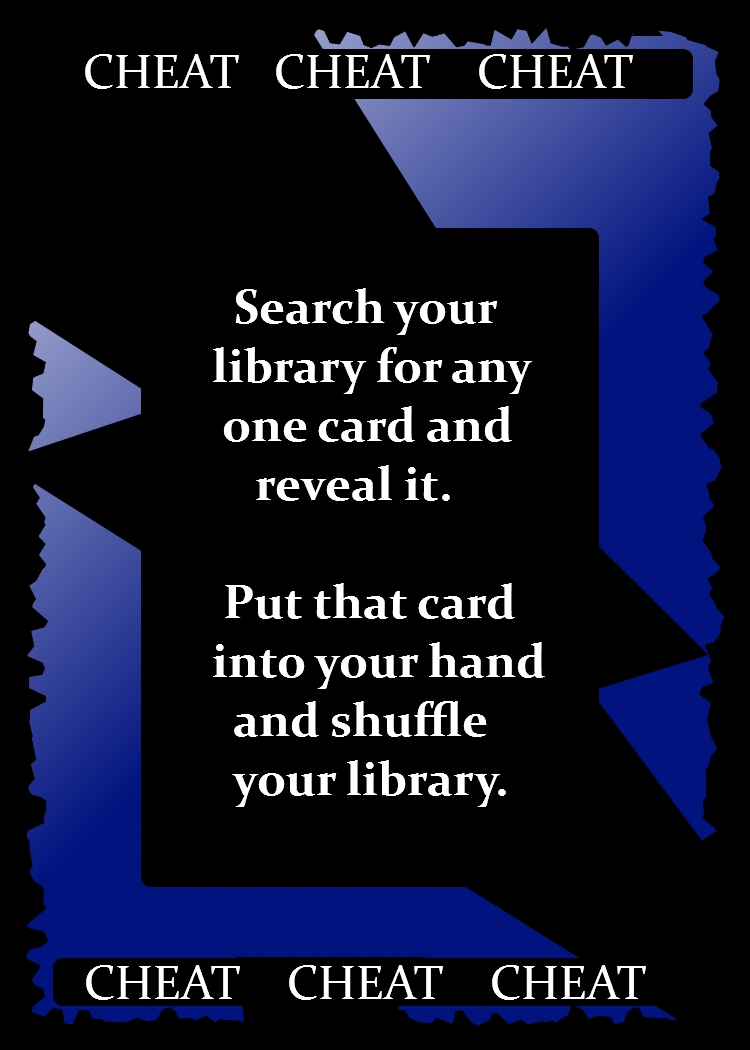 CHEAT CHEAT CHEAT
Search your
library for any
one card and
reveal it.
Put that card
into your hand
and shuffle
your library.
CHEAT CHEAT CHEAT